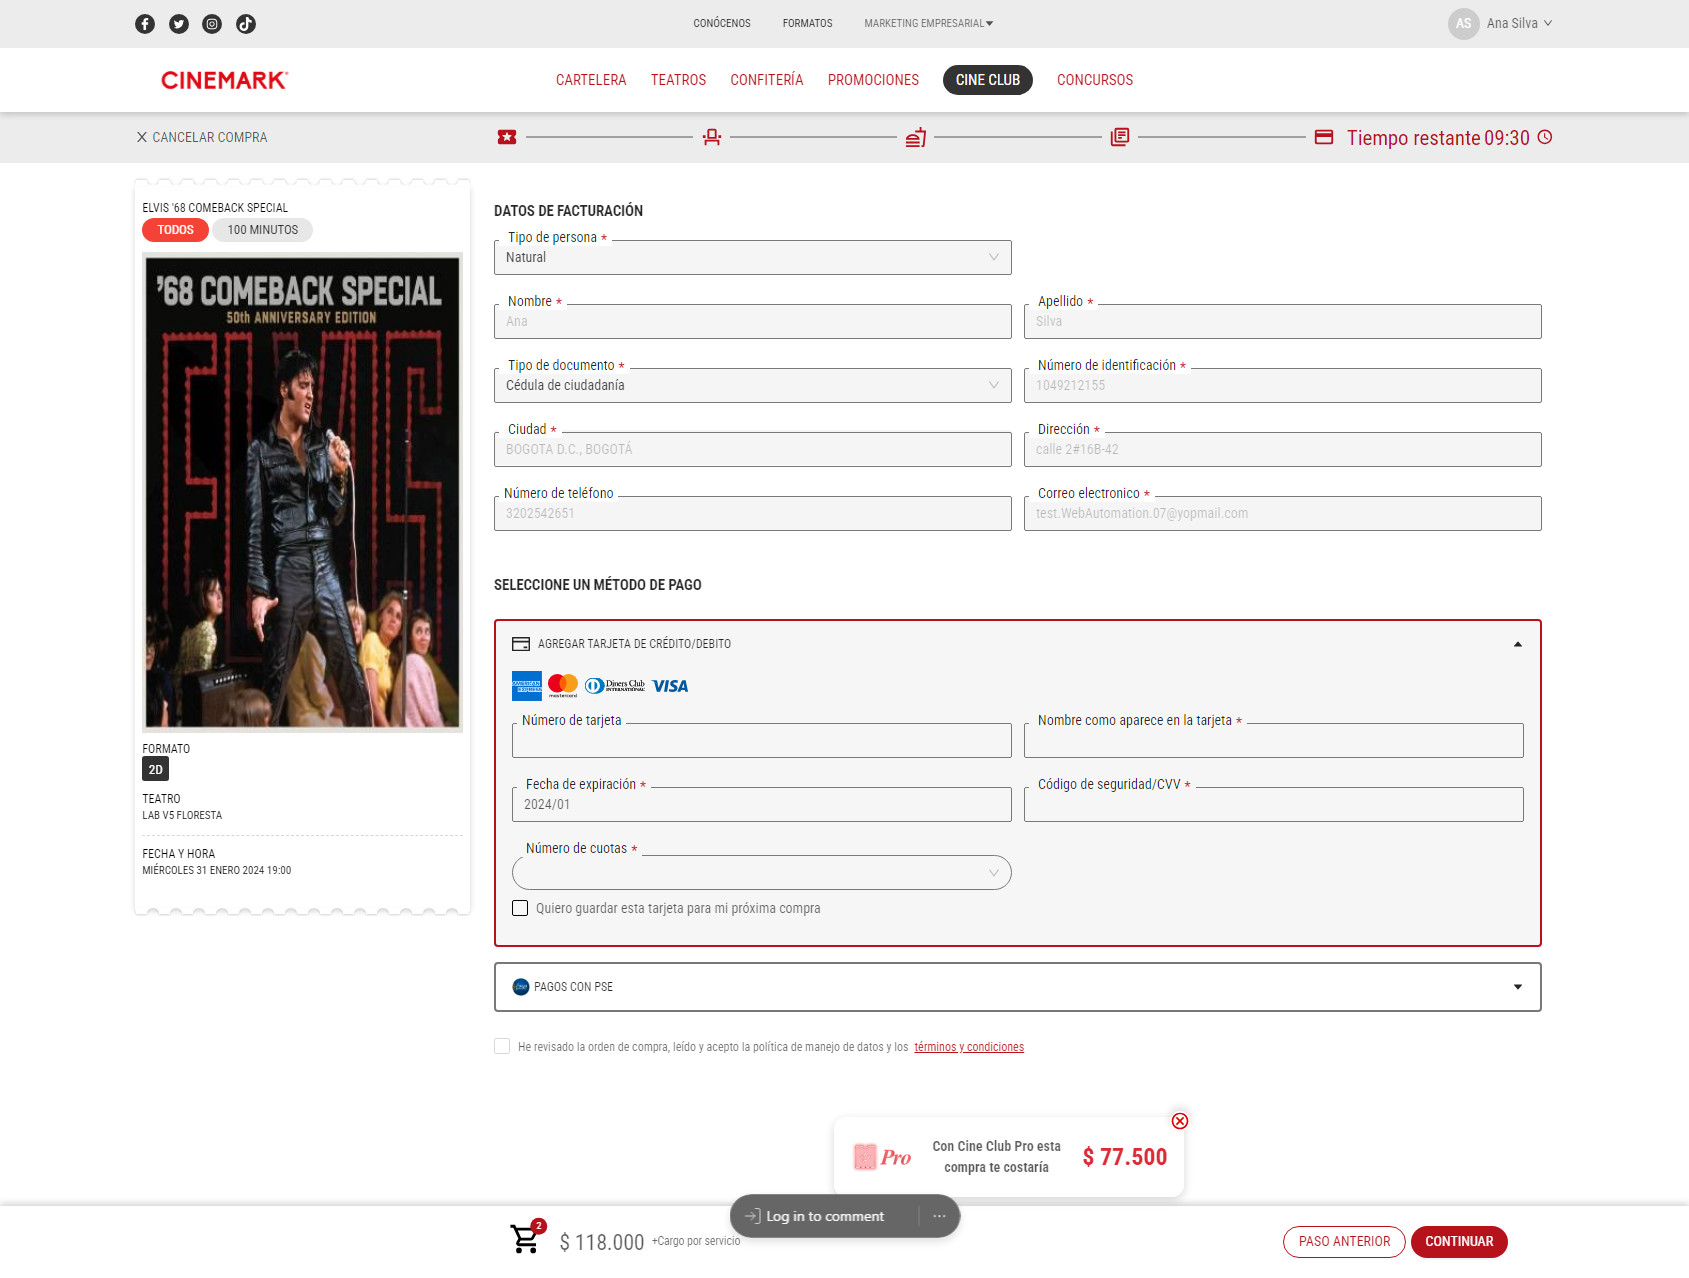 CONÓCENOS
FORMATOS
MARKETING EMPRESARIAL
AS
Ana Silva
CINEMARK
CARTELERA
TEATROS
CONFITERÍA
PROMOCIONES
CINE CLUB
CONCURSOS
CANCELAR COMPRA
Tiempo restante 09:30
ELVIS '68 COMEBACK SPECIAL
TODOS
100 MINUTOS
'68 COMEBACK SPECIAL
50th ANNIVERSARY EDITION
ELVIS
FORMATO
2D
TEATRO
LAB V5 FLORESTA
FECHA Y HORA
MIÉRCOLES 31 ENERO 2024 19:00
DATOS DE FACTURACIÓN
Tipo de persona *
Natural
Nombre *
Ana
Apellido *
Silva
Tipo de documento *
Cédula de ciudadanía
Número de identificación *
1049212155
Ciudad *
BOGOTA D.C., BOGOTÁ
Dirección *
calle 2#16B-42
Número de teléfono
3202542651
Correo electronico *
test.WebAutomation.07@yopmail.com
SELECCIONE UN MÉTODO DE PAGO
AGREGAR TARJETA DE CRÉDITO/DEBITO
AMERICAN EXPRESS
mastercard
Diners Club INTERNATIONAL
VISA
Número de tarjeta
Nombre como aparece en la tarjeta *
Fecha de expiración *
2024/01
Código de seguridad/CVV *
Número de cuotas *
Quiero guardar esta tarjeta para mi próxima compra
pse
PAGOS CON PSE
He revisado la orden de compra, leído y acepto la política de manejo de datos y los términos y condiciones
Pro
Con Cine Club Pro esta
compra te costaría
$ 77.500
Log in to comment
2
$ 118.000
+Cargo por servicio
PASO ANTERIOR
CONTINUAR